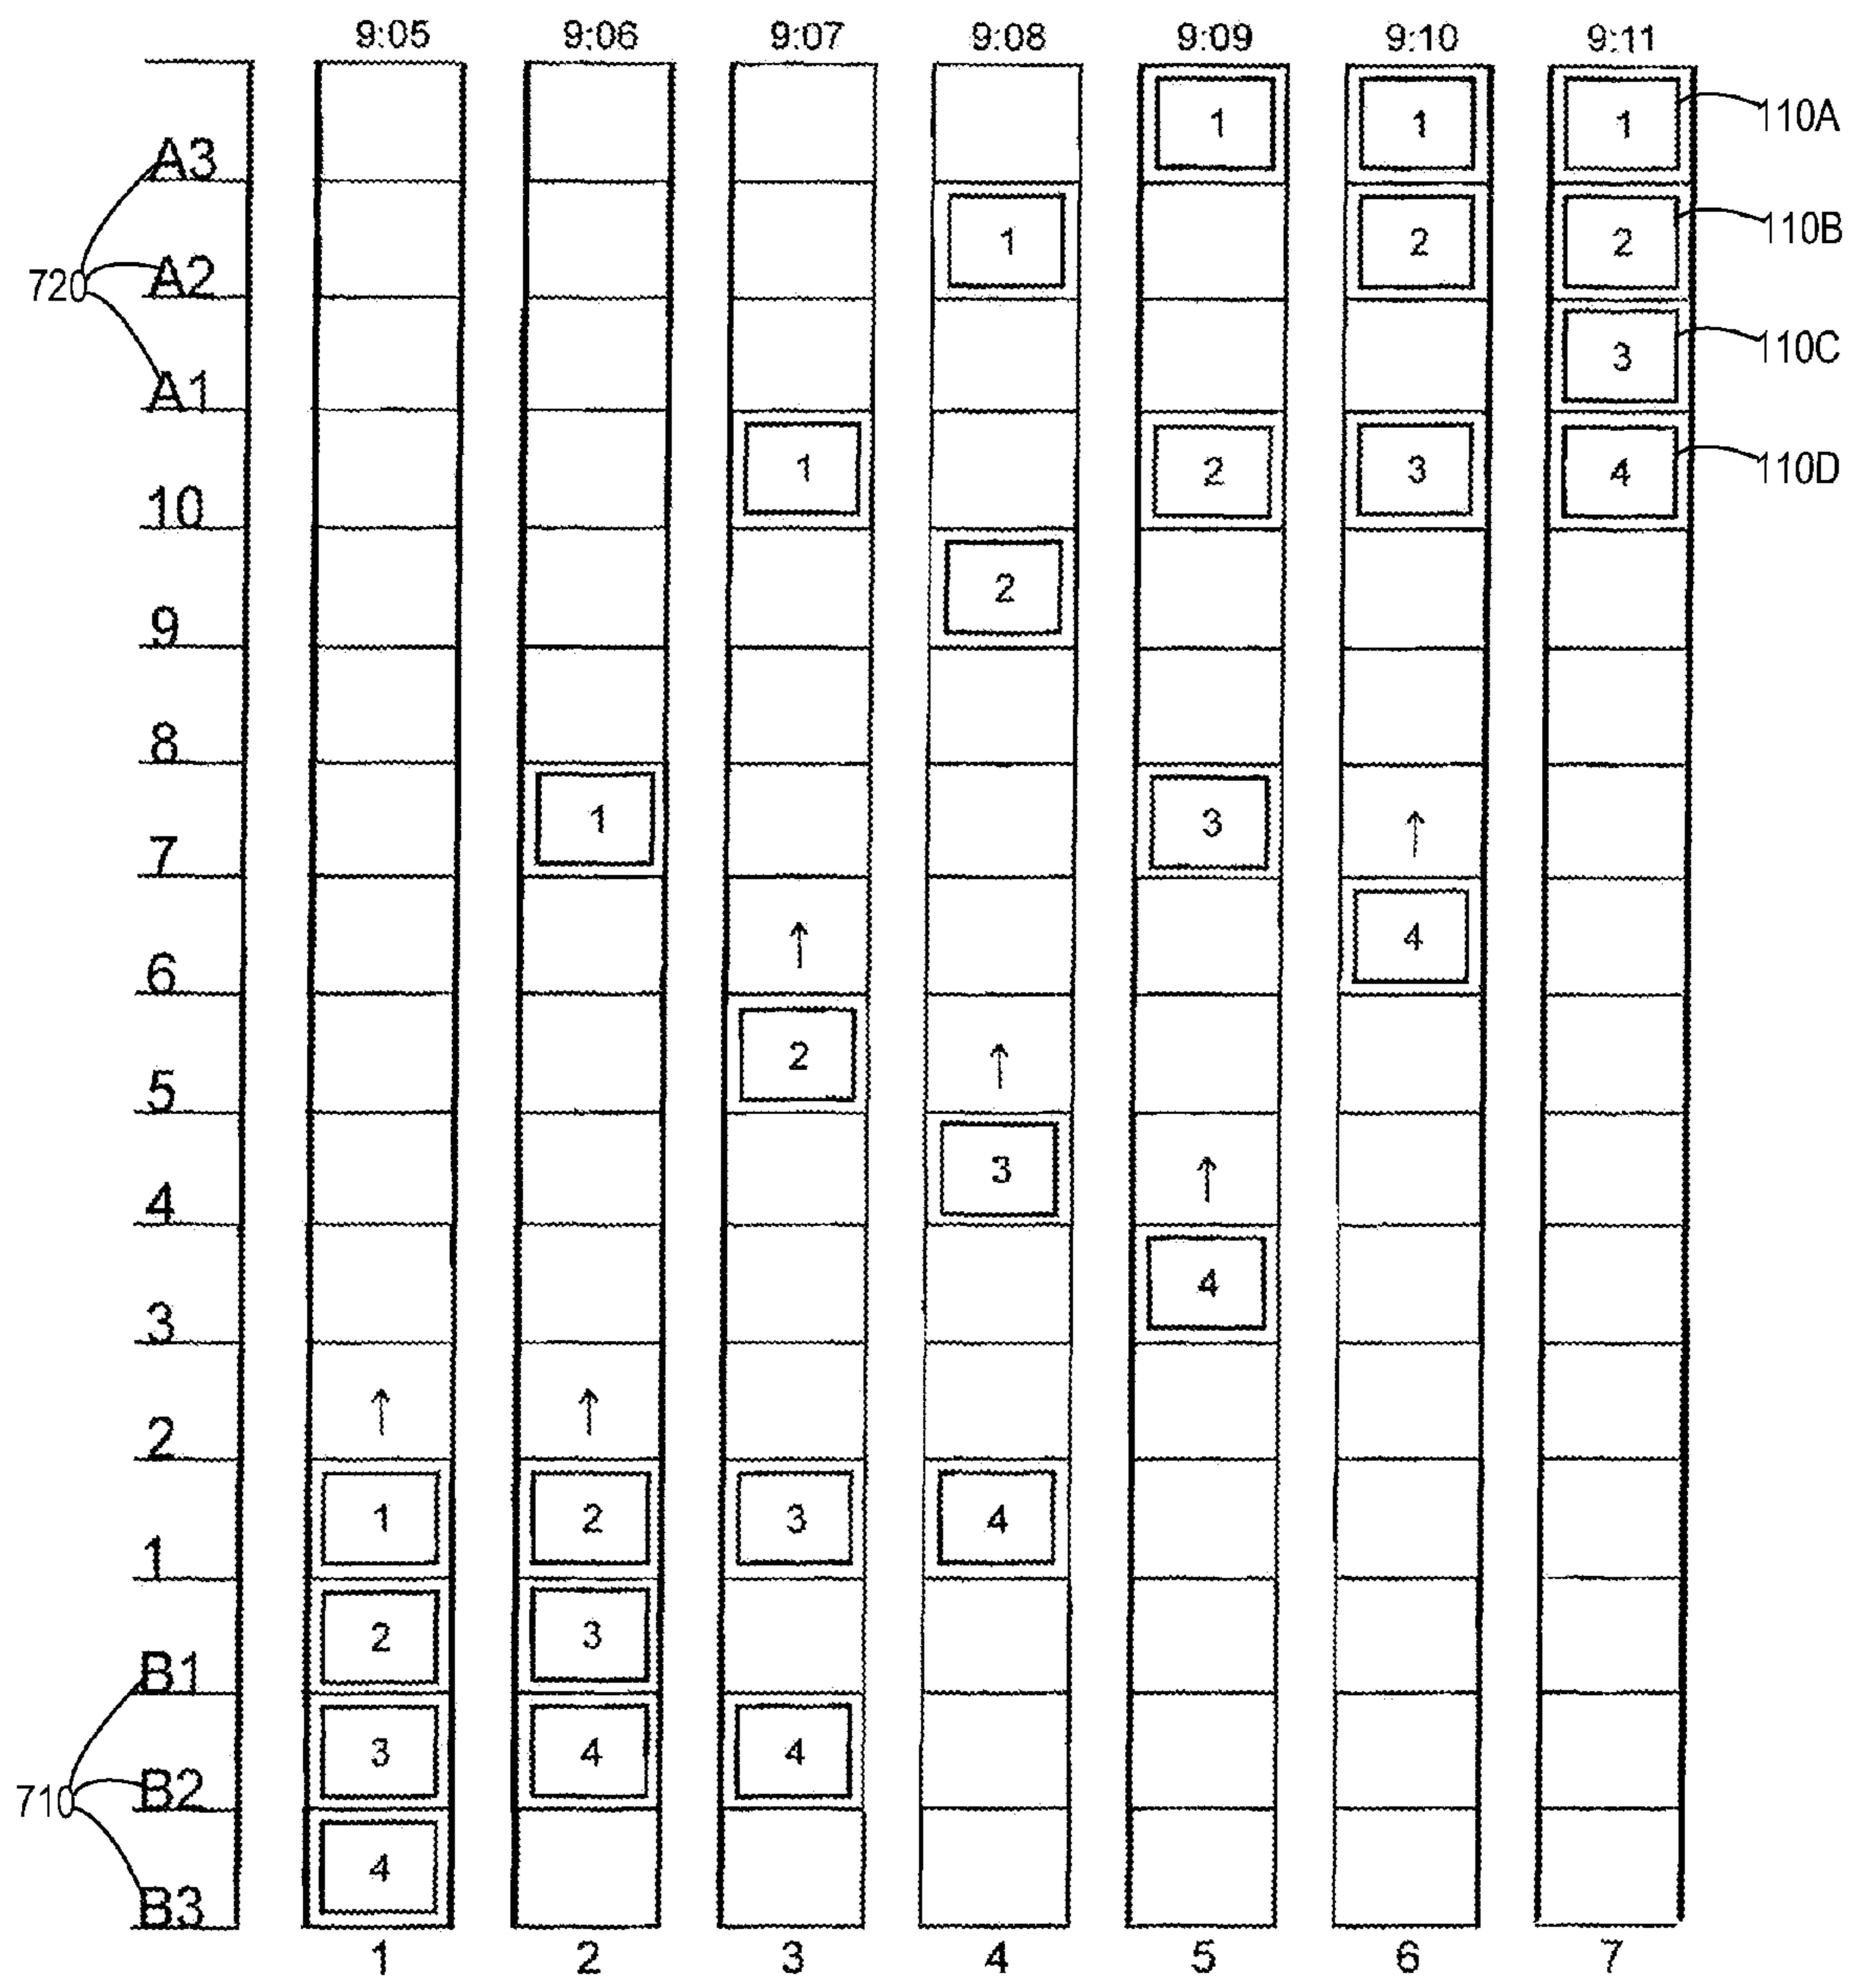 9:05 9:06 9:07 9:08 9:09 9:10 9:11
1 1 1 110A
A3
1 2 2 110B
720 A2
3 110C
A1
1 2 3 4 110D
10
2
9
8
1 3 ↑
7
↑ 4
6
2 ↑
5
3 ↑
4
4
3
↑ ↑
2
1 2 3 4
1
2 3
B1
3 4 4
710 B2
4
B3
1 2 3 4 5 6 7